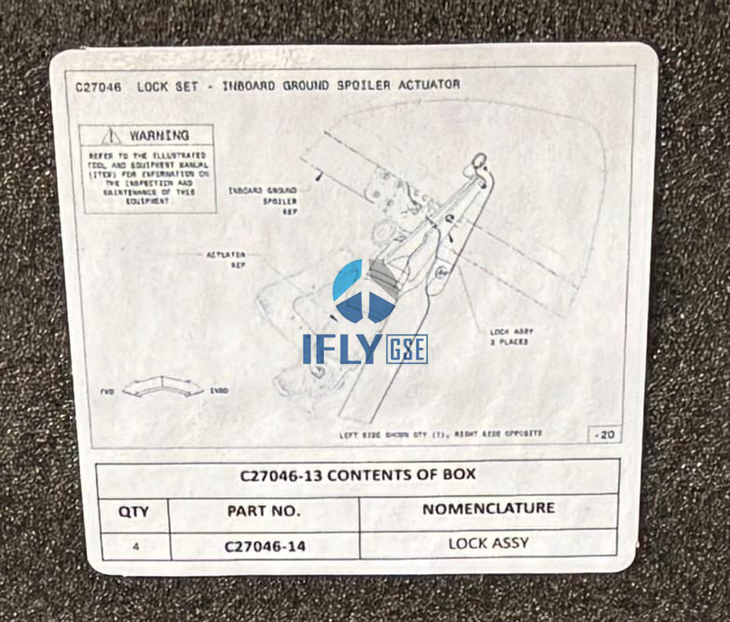 C27046 LOCK SET - INBOARD GROUND SPOILER ACTUATOR
WARNING
REFER TO THE ILLUSTRATED
TOOL AND EQUIPMENT MANUAL
(ITEM) FOR INFORMATION ON
THE INSPECTION AND
MAINTENANCE OF THIS
EQUIPMENT.
INBOARD GROUND
SPOILER
REF
ACTUATOR
REF
LOCK ASSY
2 PLACES
IFLY GSE
FWD
INBD
LEFT SIDE SHOWN QTY (1), RIGHT SIDE OPPOSITE
-20
C27046-13 CONTENTS OF BOX
QTY PART NO. NOMENCLATURE
4 C27046-14 LOCK ASSY